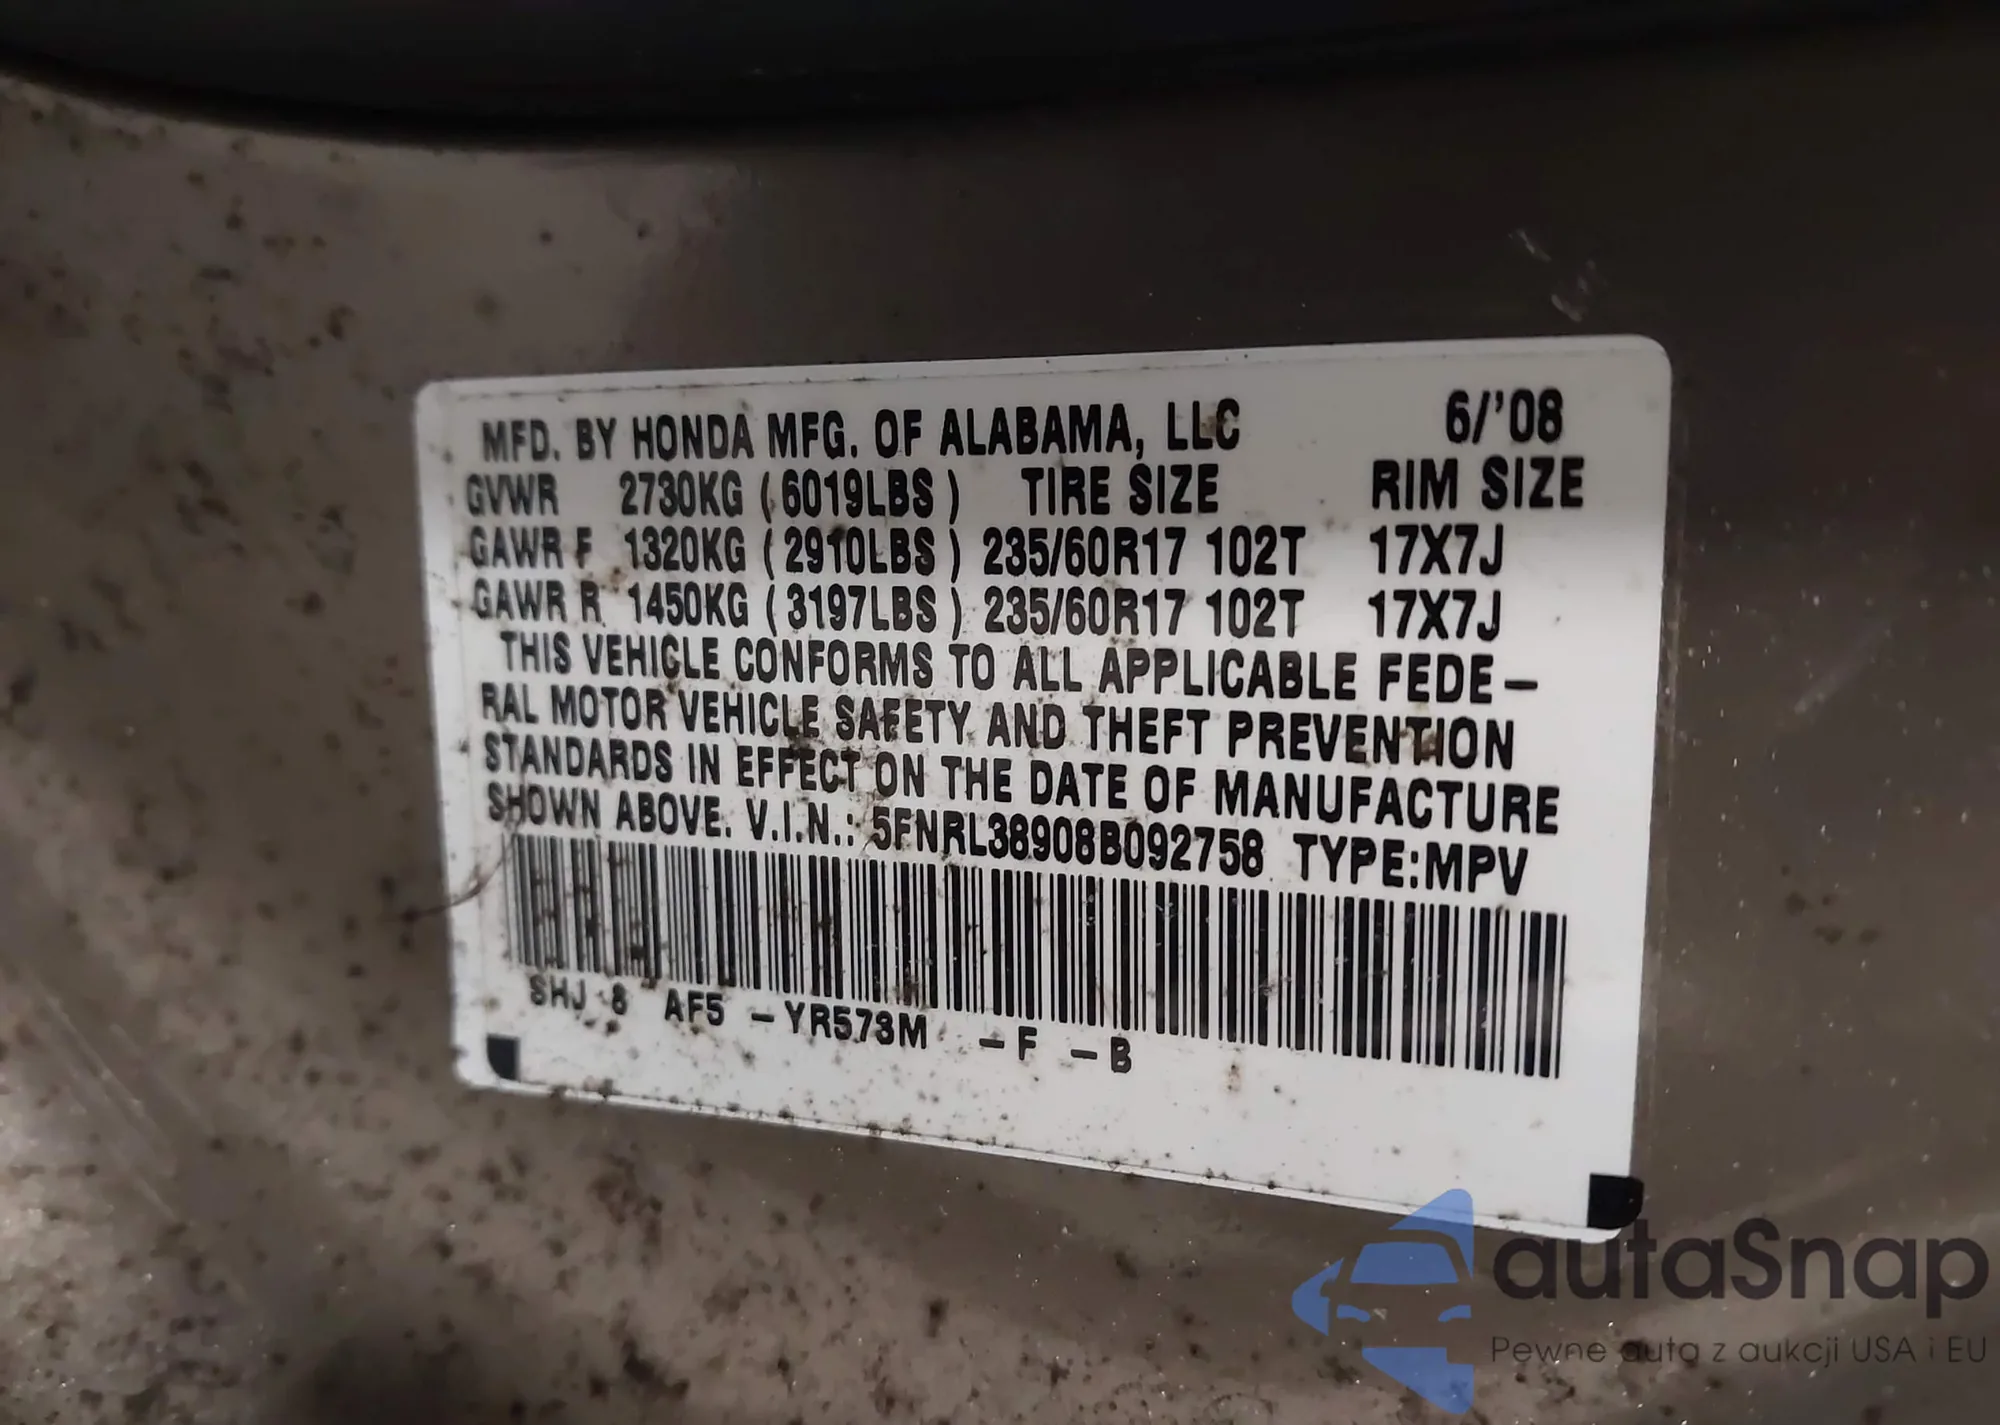 MFD. BY HONDA MFG. OF ALABAMA, LLC 6/'08
GVWR 2730KG (6019LBS) TIRE SIZE RIM SIZE
GAWR F 1320KG (2910LBS) 235/60R17 102T 17X7J
GAWR R 1450KG (3197LBS) 235/60R17 102T 17X7J
THIS VEHICLE CONFORMS TO ALL APPLICABLE FEDE-
RAL MOTOR VEHICLE SAFETY AND THEFT PREVENTION
STANDARDS IN EFFECT ON THE DATE OF MANUFACTURE
SHOWN ABOVE. V.I.N.: 5FNRL38908B092758 TYPE:MPV
SHJ 8 AF5 -YR573M -F -B
autaSnap
Pewne auta z aukcji USA i EU